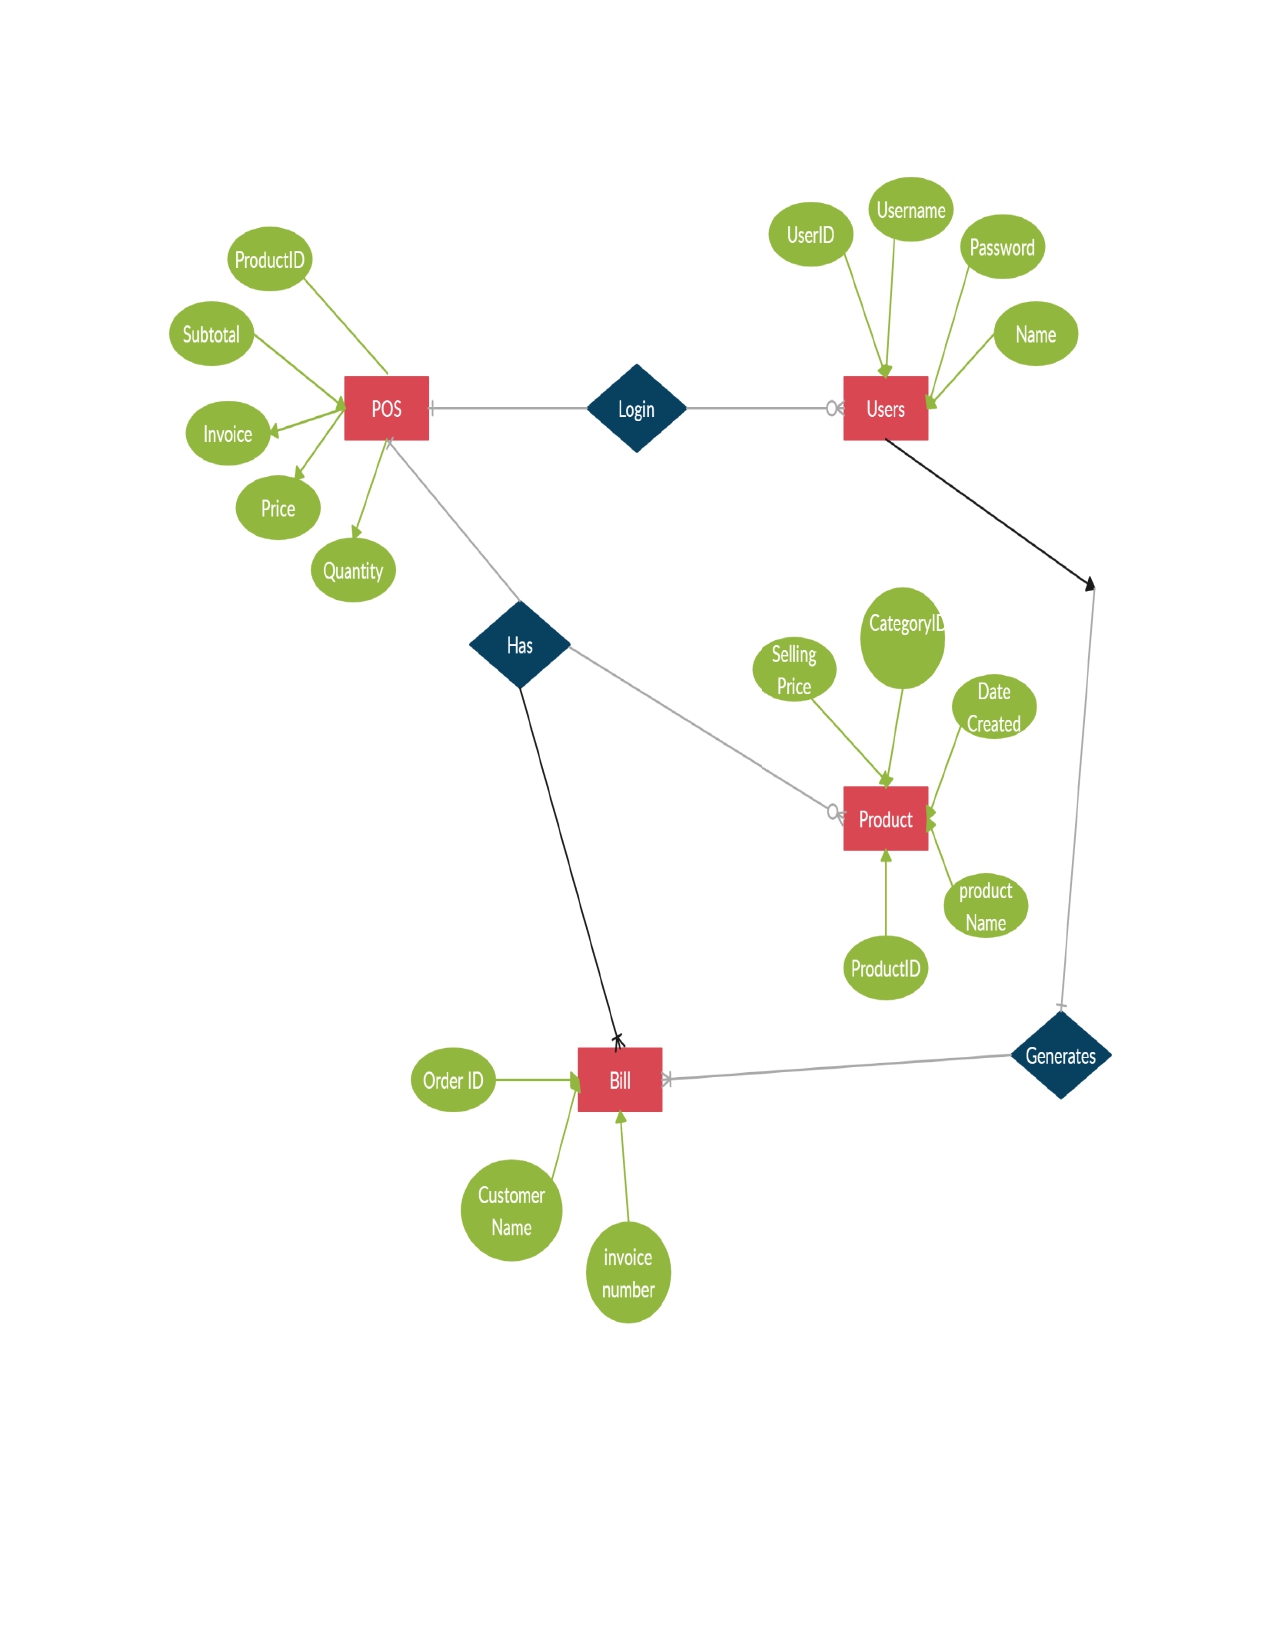 Username
UserID
Password
ProductID
Subtotal
Name
POS
Login
Users
Invoice
Price
Quantity
CategoryID
Has
Selling
Price
Date
Created
Product
product
Name
ProductID
Generates
Order ID
Bill
Customer
Name
invoice
number